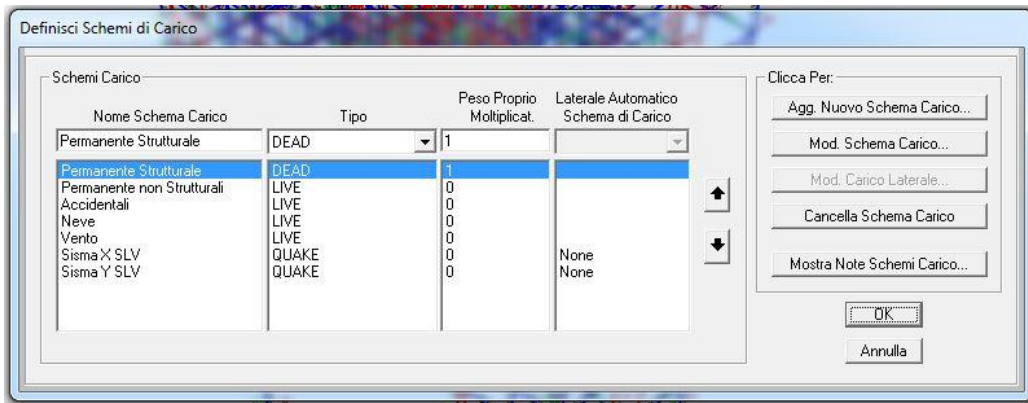 Definisci Schemi di Carico
Schemi Carico
Nome Schema Carico Tipo Peso Proprio Moltiplicat. Laterale Automatico Schema di Carico
Permanente Strutturale DEAD 1
Permanente Strutturale DEAD 1
Permanente non Strutturali LIVE 0
Accidentali LIVE 0
Neve LIVE 0
Vento LIVE 0
Sisma X SLV QUAKE 0 None
Sisma Y SLV QUAKE 0 None
Clicca Per:
Agg. Nuovo Schema Carico...
Mod. Schema Carico...
Mod. Carico Laterale...
Cancella Schema Carico
Mostra Note Schemi Carico...
OK
Annulla